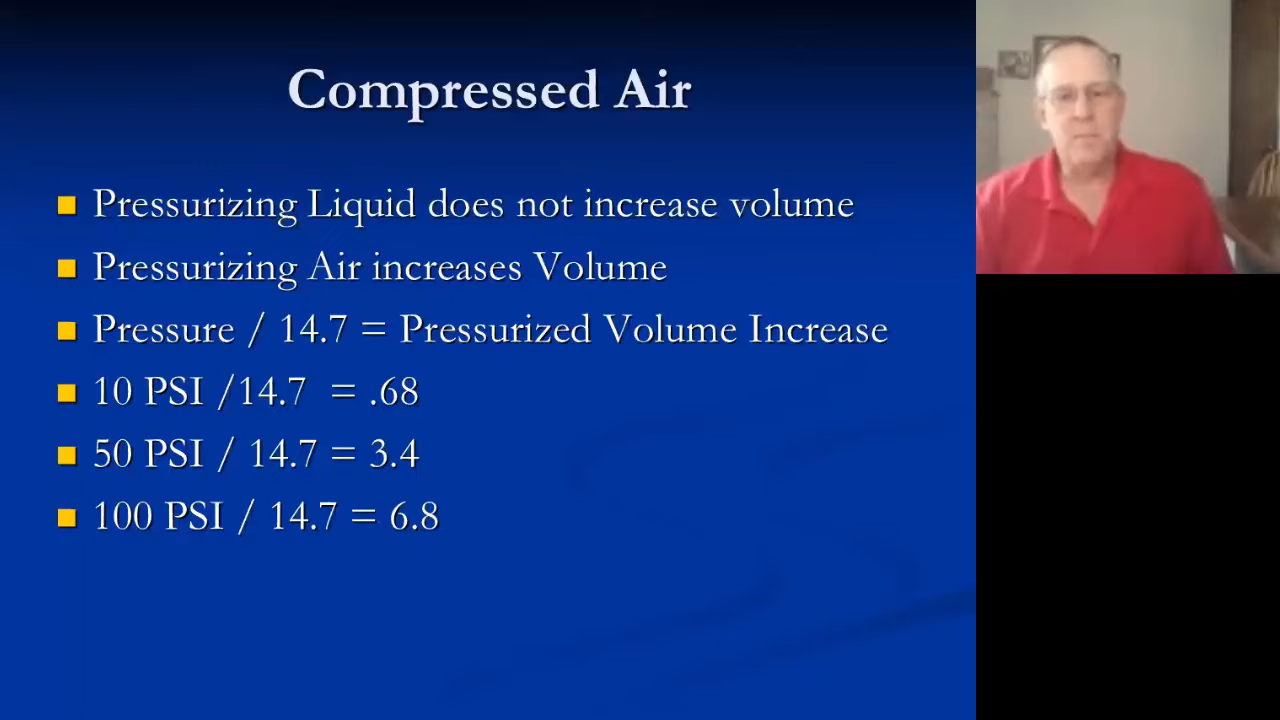 Compressed Air
Pressurizing Liquid does not increase volume
Pressurizing Air increases Volume
Pressure / 14.7 = Pressurized Volume Increase
10 PSI /14.7 = .68
50 PSI / 14.7 = 3.4
100 PSI / 14.7 = 6.8